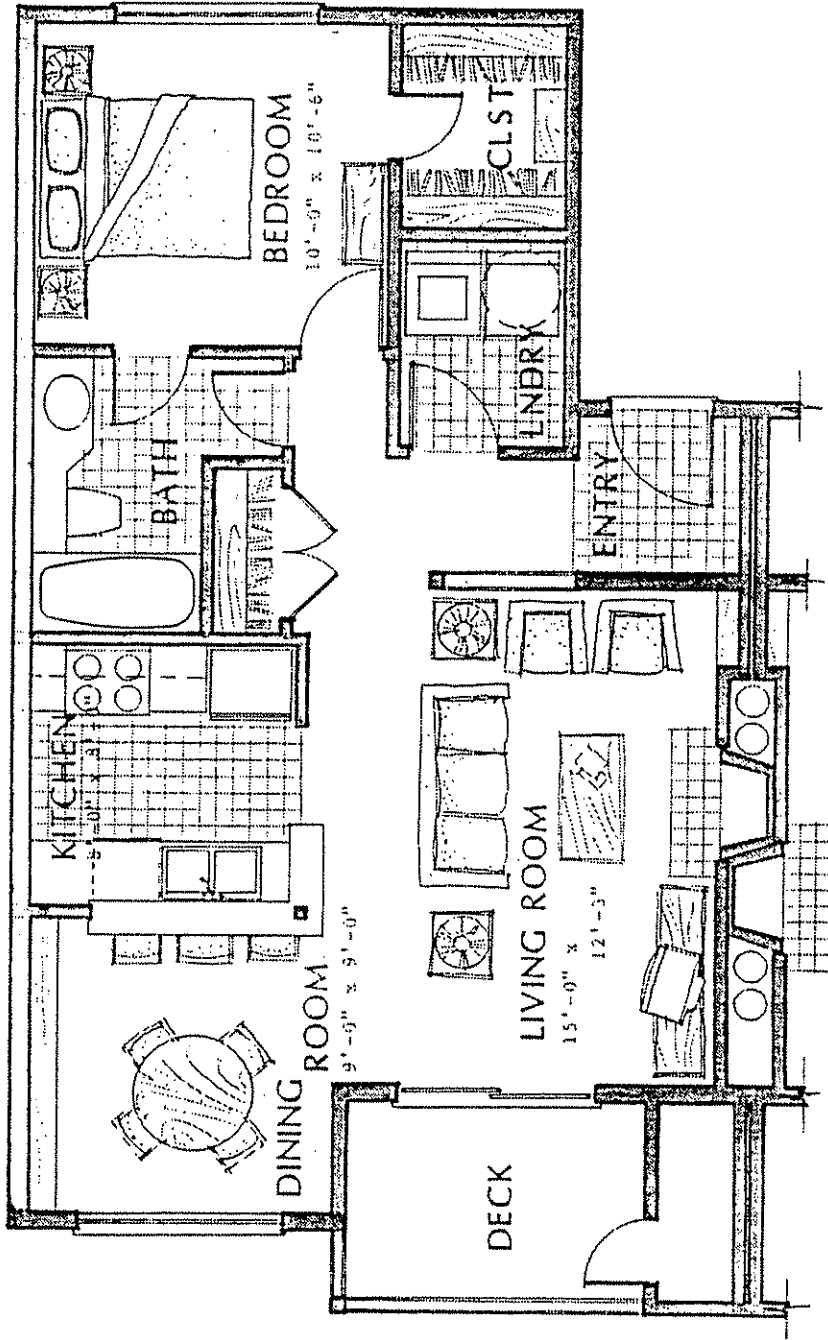 KITCHEN
BATH
BEDROOM
10'-0" x 10'-6"
DINING
ROOM
9'-0" x 9'-0"
CLST
LNDRY
DECK
LIVING ROOM
15'-0" x
12'-3"
ENTRY